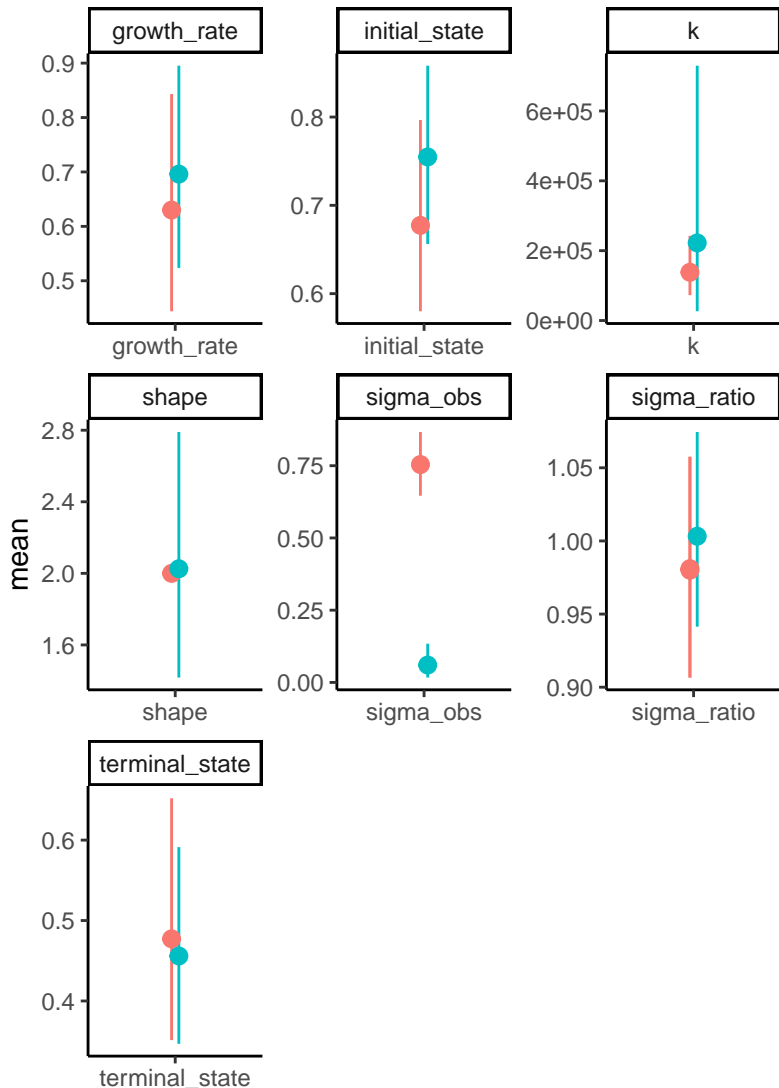 growth_rate
initial_state
k
0.9
0.8
0.7
0.6
0.5
0.8
0.7
0.6
6e+05
4e+05
2e+05
0e+00
growth_rate
initial_state
k
shape
sigma_obs
sigma_ratio
mean
2.8
2.4
2.0
1.6
0.75
0.50
0.25
0.00
1.05
1.00
0.95
0.90
shape
sigma_obs
sigma_ratio
terminal_state
0.6
0.5
0.4
terminal_state